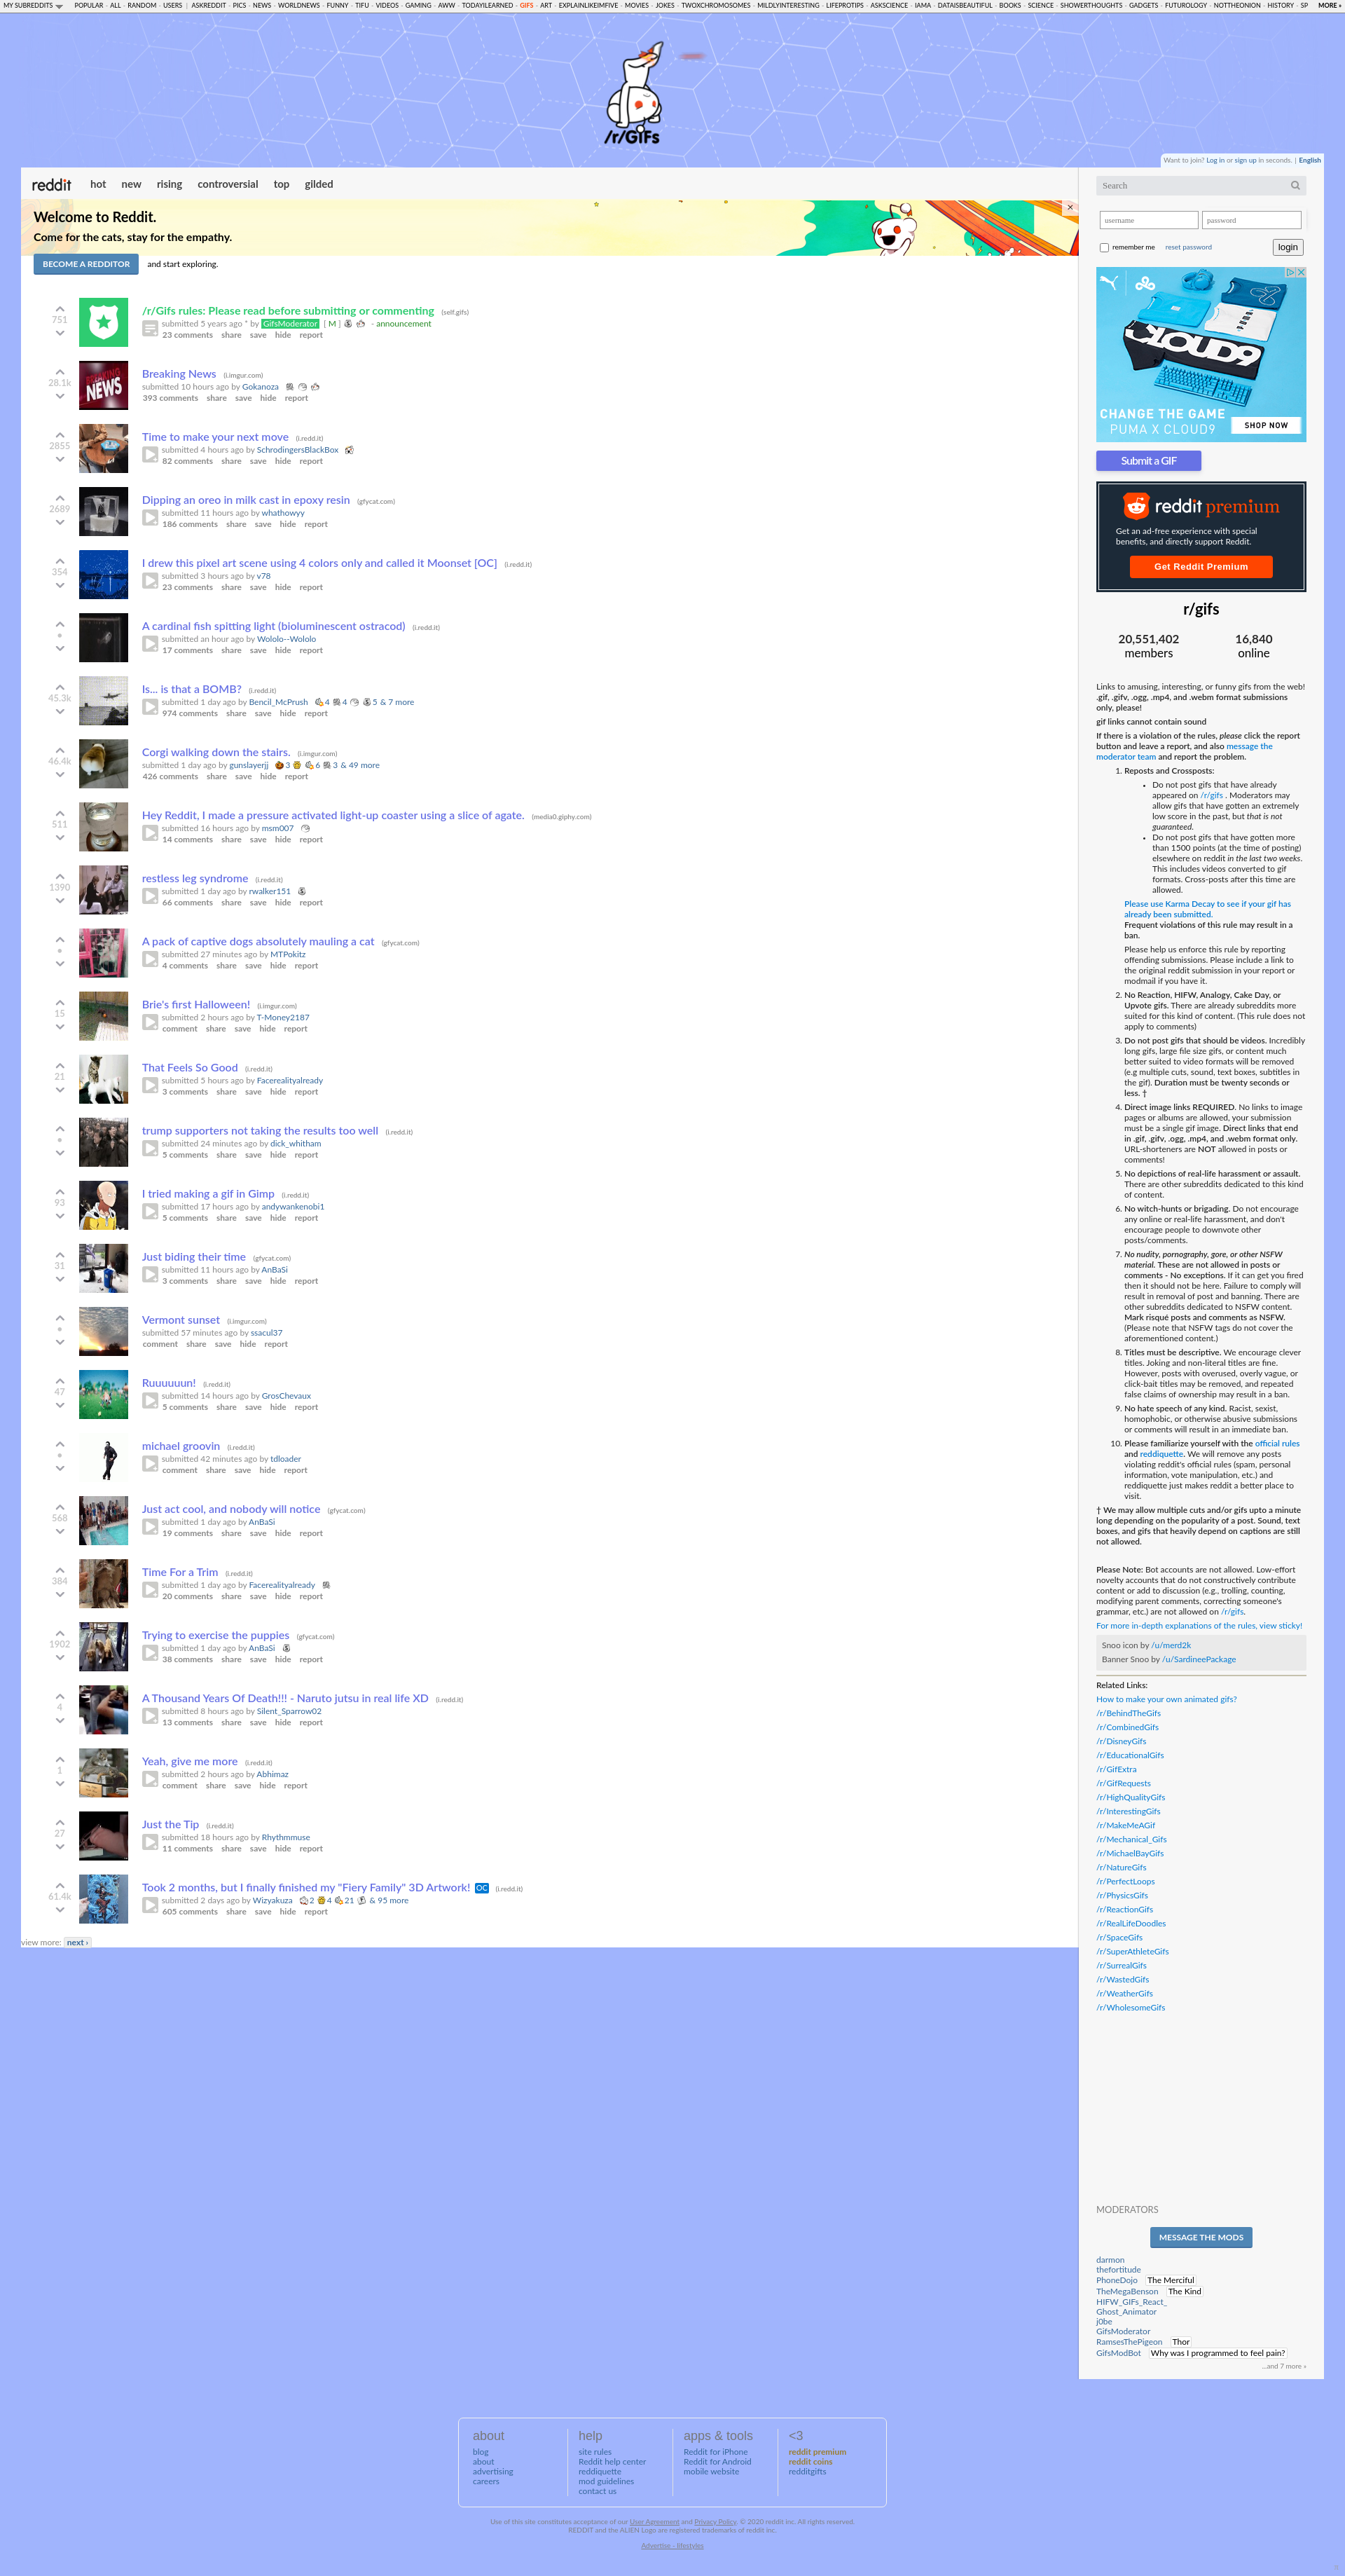 MY SUBREDDITS POPULAR - ALL - RANDOM - USERS | ASKREDDIT - PICS - NEWS - WORLDNEWS - FUNNY - TIFU - VIDEOS - GAMING - AWW - TODAYILEARNED - GIFS - ART - EXPLAINLIKEIMFIVE - MOVIES - JOKES - TWOXCHROMOSOMES - MILDLYINTERESTING - LIFEPROTIPS - ASKSCIENCE - IAMA - DATAISBEAUTIFUL - BOOKS - SCIENCE - SHOWERTHOUGHTS - GADGETS - FUTUROLOGY - NOTTHEONION - HISTORY - SP MORE »
/r/GIFs
Want to join? Log in or sign up in seconds. | English
reddit hot new rising controversial top gilded
Welcome to Reddit.
Come for the cats, stay for the empathy.
BECOME A REDDITOR and start exploring.
×
751
/r/Gifs rules: Please read before submitting or commenting (self.gifs)
submitted 5 years ago * by GifsModerator [ M ] - announcement
23 comments share save hide report
28.1k
BREAKING NEWS
Breaking News (i.imgur.com)
submitted 10 hours ago by Gokanoza
393 comments share save hide report
2855
Time to make your next move (i.redd.it)
submitted 4 hours ago by SchrodingersBlackBox
82 comments share save hide report
2689
Dipping an oreo in milk cast in epoxy resin (gfycat.com)
submitted 11 hours ago by whathowyy
186 comments share save hide report
354
I drew this pixel art scene using 4 colors only and called it Moonset [OC] (i.redd.it)
submitted 3 hours ago by v78
23 comments share save hide report
•
A cardinal fish spitting light (bioluminescent ostracod) (i.redd.it)
submitted an hour ago by Wololo--Wololo
17 comments share save hide report
45.3k
Is... is that a BOMB? (i.redd.it)
submitted 1 day ago by Bencil_McPrush 4 4 5 & 7 more
974 comments share save hide report
46.4k
Corgi walking down the stairs. (i.imgur.com)
submitted 1 day ago by gunslayerjj 3 6 3 & 49 more
426 comments share save hide report
511
Hey Reddit, I made a pressure activated light-up coaster using a slice of agate. (media0.giphy.com)
submitted 16 hours ago by msm007
14 comments share save hide report
1390
restless leg syndrome (i.redd.it)
submitted 1 day ago by rwalker151
66 comments share save hide report
•
A pack of captive dogs absolutely mauling a cat (gfycat.com)
submitted 27 minutes ago by MTPokitz
4 comments share save hide report
15
Brie's first Halloween! (i.imgur.com)
submitted 2 hours ago by T-Money2187
comment share save hide report
21
That Feels So Good (i.redd.it)
submitted 5 hours ago by Facerealityalready
3 comments share save hide report
•
trump supporters not taking the results too well (i.redd.it)
submitted 24 minutes ago by dick_whitham
5 comments share save hide report
93
I tried making a gif in Gimp (i.redd.it)
submitted 17 hours ago by andywankenobi1
5 comments share save hide report
31
Just biding their time (gfycat.com)
submitted 11 hours ago by AnBaSi
3 comments share save hide report
•
Vermont sunset (i.imgur.com)
submitted 57 minutes ago by ssacul37
comment share save hide report
47
Ruuuuuun! (i.redd.it)
submitted 14 hours ago by GrosChevaux
5 comments share save hide report
•
michael groovin (i.redd.it)
submitted 42 minutes ago by tdloader
comment share save hide report
568
Just act cool, and nobody will notice (gfycat.com)
submitted 1 day ago by AnBaSi
19 comments share save hide report
384
Time For a Trim (i.redd.it)
submitted 1 day ago by Facerealityalready
20 comments share save hide report
1902
Trying to exercise the puppies (gfycat.com)
submitted 1 day ago by AnBaSi
38 comments share save hide report
4
A Thousand Years Of Death!!! - Naruto jutsu in real life XD (i.redd.it)
submitted 8 hours ago by Silent_Sparrow02
13 comments share save hide report
1
Yeah, give me more (i.redd.it)
submitted 2 hours ago by Abhimaz
comment share save hide report
27
Just the Tip (i.redd.it)
submitted 18 hours ago by Rhythmmuse
11 comments share save hide report
61.4k
Took 2 months, but I finally finished my "Fiery Family" 3D Artwork! OC (i.redd.it)
submitted 2 days ago by Wizyakuza 2 4 21 & 95 more
605 comments share save hide report
view more: next ›
Search
username password
remember me reset password login
CLOUD9
CHANGE THE GAME
PUMA X CLOUD9
SHOP NOW
Submit a GIF
reddit premium
Get an ad-free experience with special
benefits, and directly support Reddit.
Get Reddit Premium
r/gifs
20,551,402 16,840
members online
Links to amusing, interesting, or funny gifs from the web!
.gif, .gifv, .ogg, .mp4, and .webm format submissions
only, please!
gif links cannot contain sound
If there is a violation of the rules, please click the report
button and leave a report, and also message the
moderator team and report the problem.
1. Reposts and Crossposts:
• Do not post gifs that have already
appeared on /r/gifs . Moderators may
allow gifs that have gotten an extremely
low score in the past, but that is not
guaranteed.
• Do not post gifs that have gotten more
than 1500 points (at the time of posting)
elsewhere on reddit in the last two weeks.
This includes videos converted to gif
formats. Cross-posts after this time are
allowed.
Please use Karma Decay to see if your gif has
already been submitted.
Frequent violations of this rule may result in a
ban.
Please help us enforce this rule by reporting
offending submissions. Please include a link to
the original reddit submission in your report or
modmail if you have it.
2. No Reaction, HIFW, Analogy, Cake Day, or
Upvote gifs. There are already subreddits more
suited for this kind of content. (This rule does not
apply to comments)
3. Do not post gifs that should be videos. Incredibly
long gifs, large file size gifs, or content much
better suited to video formats will be removed
(e.g multiple cuts, sound, text boxes, subtitles in
the gif). Duration must be twenty seconds or
less. †
4. Direct image links REQUIRED. No links to image
pages or albums are allowed, your submission
must be a single gif image. Direct links that end
in .gif, .gifv, .ogg, .mp4, and .webm format only.
URL-shorteners are NOT allowed in posts or
comments!
5. No depictions of real-life harassment or assault.
There are other subreddits dedicated to this kind
of content.
6. No witch-hunts or brigading. Do not encourage
any online or real-life harassment, and don't
encourage people to downvote other
posts/comments.
7. No nudity, pornography, gore, or other NSFW
material. These are not allowed in posts or
comments - No exceptions. If it can get you fired
then it should not be here. Failure to comply will
result in removal of post and banning. There are
other subreddits dedicated to NSFW content.
Mark risqué posts and comments as NSFW.
(Please note that NSFW tags do not cover the
aforementioned content.)
8. Titles must be descriptive. We encourage clever
titles. Joking and non-literal titles are fine.
However, posts with overused, overly vague, or
click-bait titles may be removed, and repeated
false claims of ownership may result in a ban.
9. No hate speech of any kind. Racist, sexist,
homophobic, or otherwise abusive submissions
or comments will result in an immediate ban.
10. Please familiarize yourself with the official rules
and reddiquette. We will remove any posts
violating reddit's official rules (spam, personal
information, vote manipulation, etc.) and
reddiquette just makes reddit a better place to
visit.
† We may allow multiple cuts and/or gifs upto a minute
long depending on the popularity of a post. Sound, text
boxes, and gifs that heavily depend on captions are still
not allowed.
Please Note: Bot accounts are not allowed. Low-effort
novelty accounts that do not constructively contribute
content or add to discussion (e.g., trolling, counting,
modifying parent comments, correcting someone's
grammar, etc.) are not allowed on /r/gifs.
For more in-depth explanations of the rules, view sticky!
Snoo icon by /u/merd2k
Banner Snoo by /u/SardineePackage
Related Links:
How to make your own animated gifs?
/r/BehindTheGifs
/r/CombinedGifs
/r/DisneyGifs
/r/EducationalGifs
/r/GifExtra
/r/GifRequests
/r/HighQualityGifs
/r/InterestingGifs
/r/MakeMeAGif
/r/Mechanical_Gifs
/r/MichaelBayGifs
/r/NatureGifs
/r/PerfectLoops
/r/PhysicsGifs
/r/ReactionGifs
/r/RealLifeDoodles
/r/SpaceGifs
/r/SuperAthleteGifs
/r/SurrealGifs
/r/WastedGifs
/r/WeatherGifs
/r/WholesomeGifs
MODERATORS
MESSAGE THE MODS
darmon
thefortitude
PhoneDojo The Merciful
TheMegaBenson The Kind
HIFW_GIFs_React_
Ghost_Animator
j0be
GifsModerator
RamsesThePigeon Thor
GifsModBot Why was I programmed to feel pain?
...and 7 more »
about
blog
about
advertising
careers
help
site rules
Reddit help center
reddiquette
mod guidelines
contact us
apps & tools
Reddit for iPhone
Reddit for Android
mobile website
<3
reddit premium
reddit coins
redditgifts
Use of this site constitutes acceptance of our User Agreement and Privacy Policy. © 2020 reddit inc. All rights reserved.
REDDIT and the ALIEN Logo are registered trademarks of reddit inc.
Advertise - lifestyles